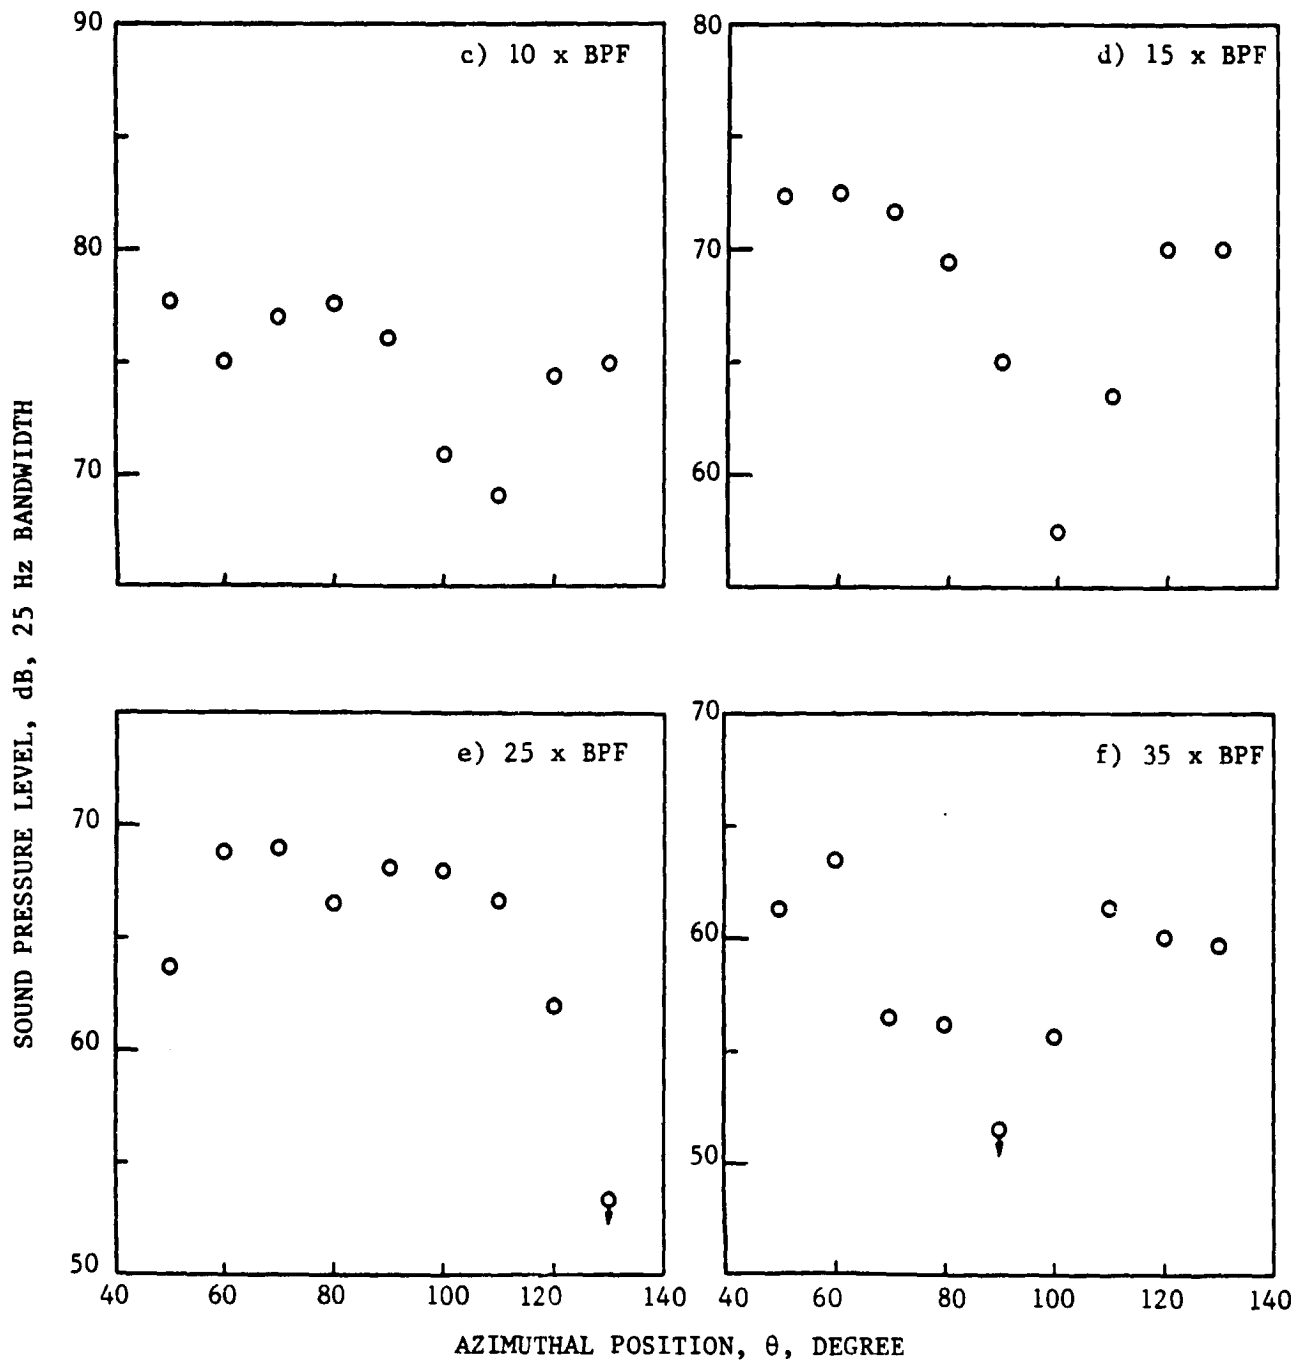 90
c) 10 x BPF
80
70
80
d) 15 x BPF
70
60
SOUND PRESSURE LEVEL, dB, 25 Hz BANDWIDTH
e) 25 x BPF
70
60
50
40 60 80 100 120 140
70
f) 35 x BPF
60
50
40 60 80 100 120 140
AZIMUTHAL POSITION, θ, DEGREE